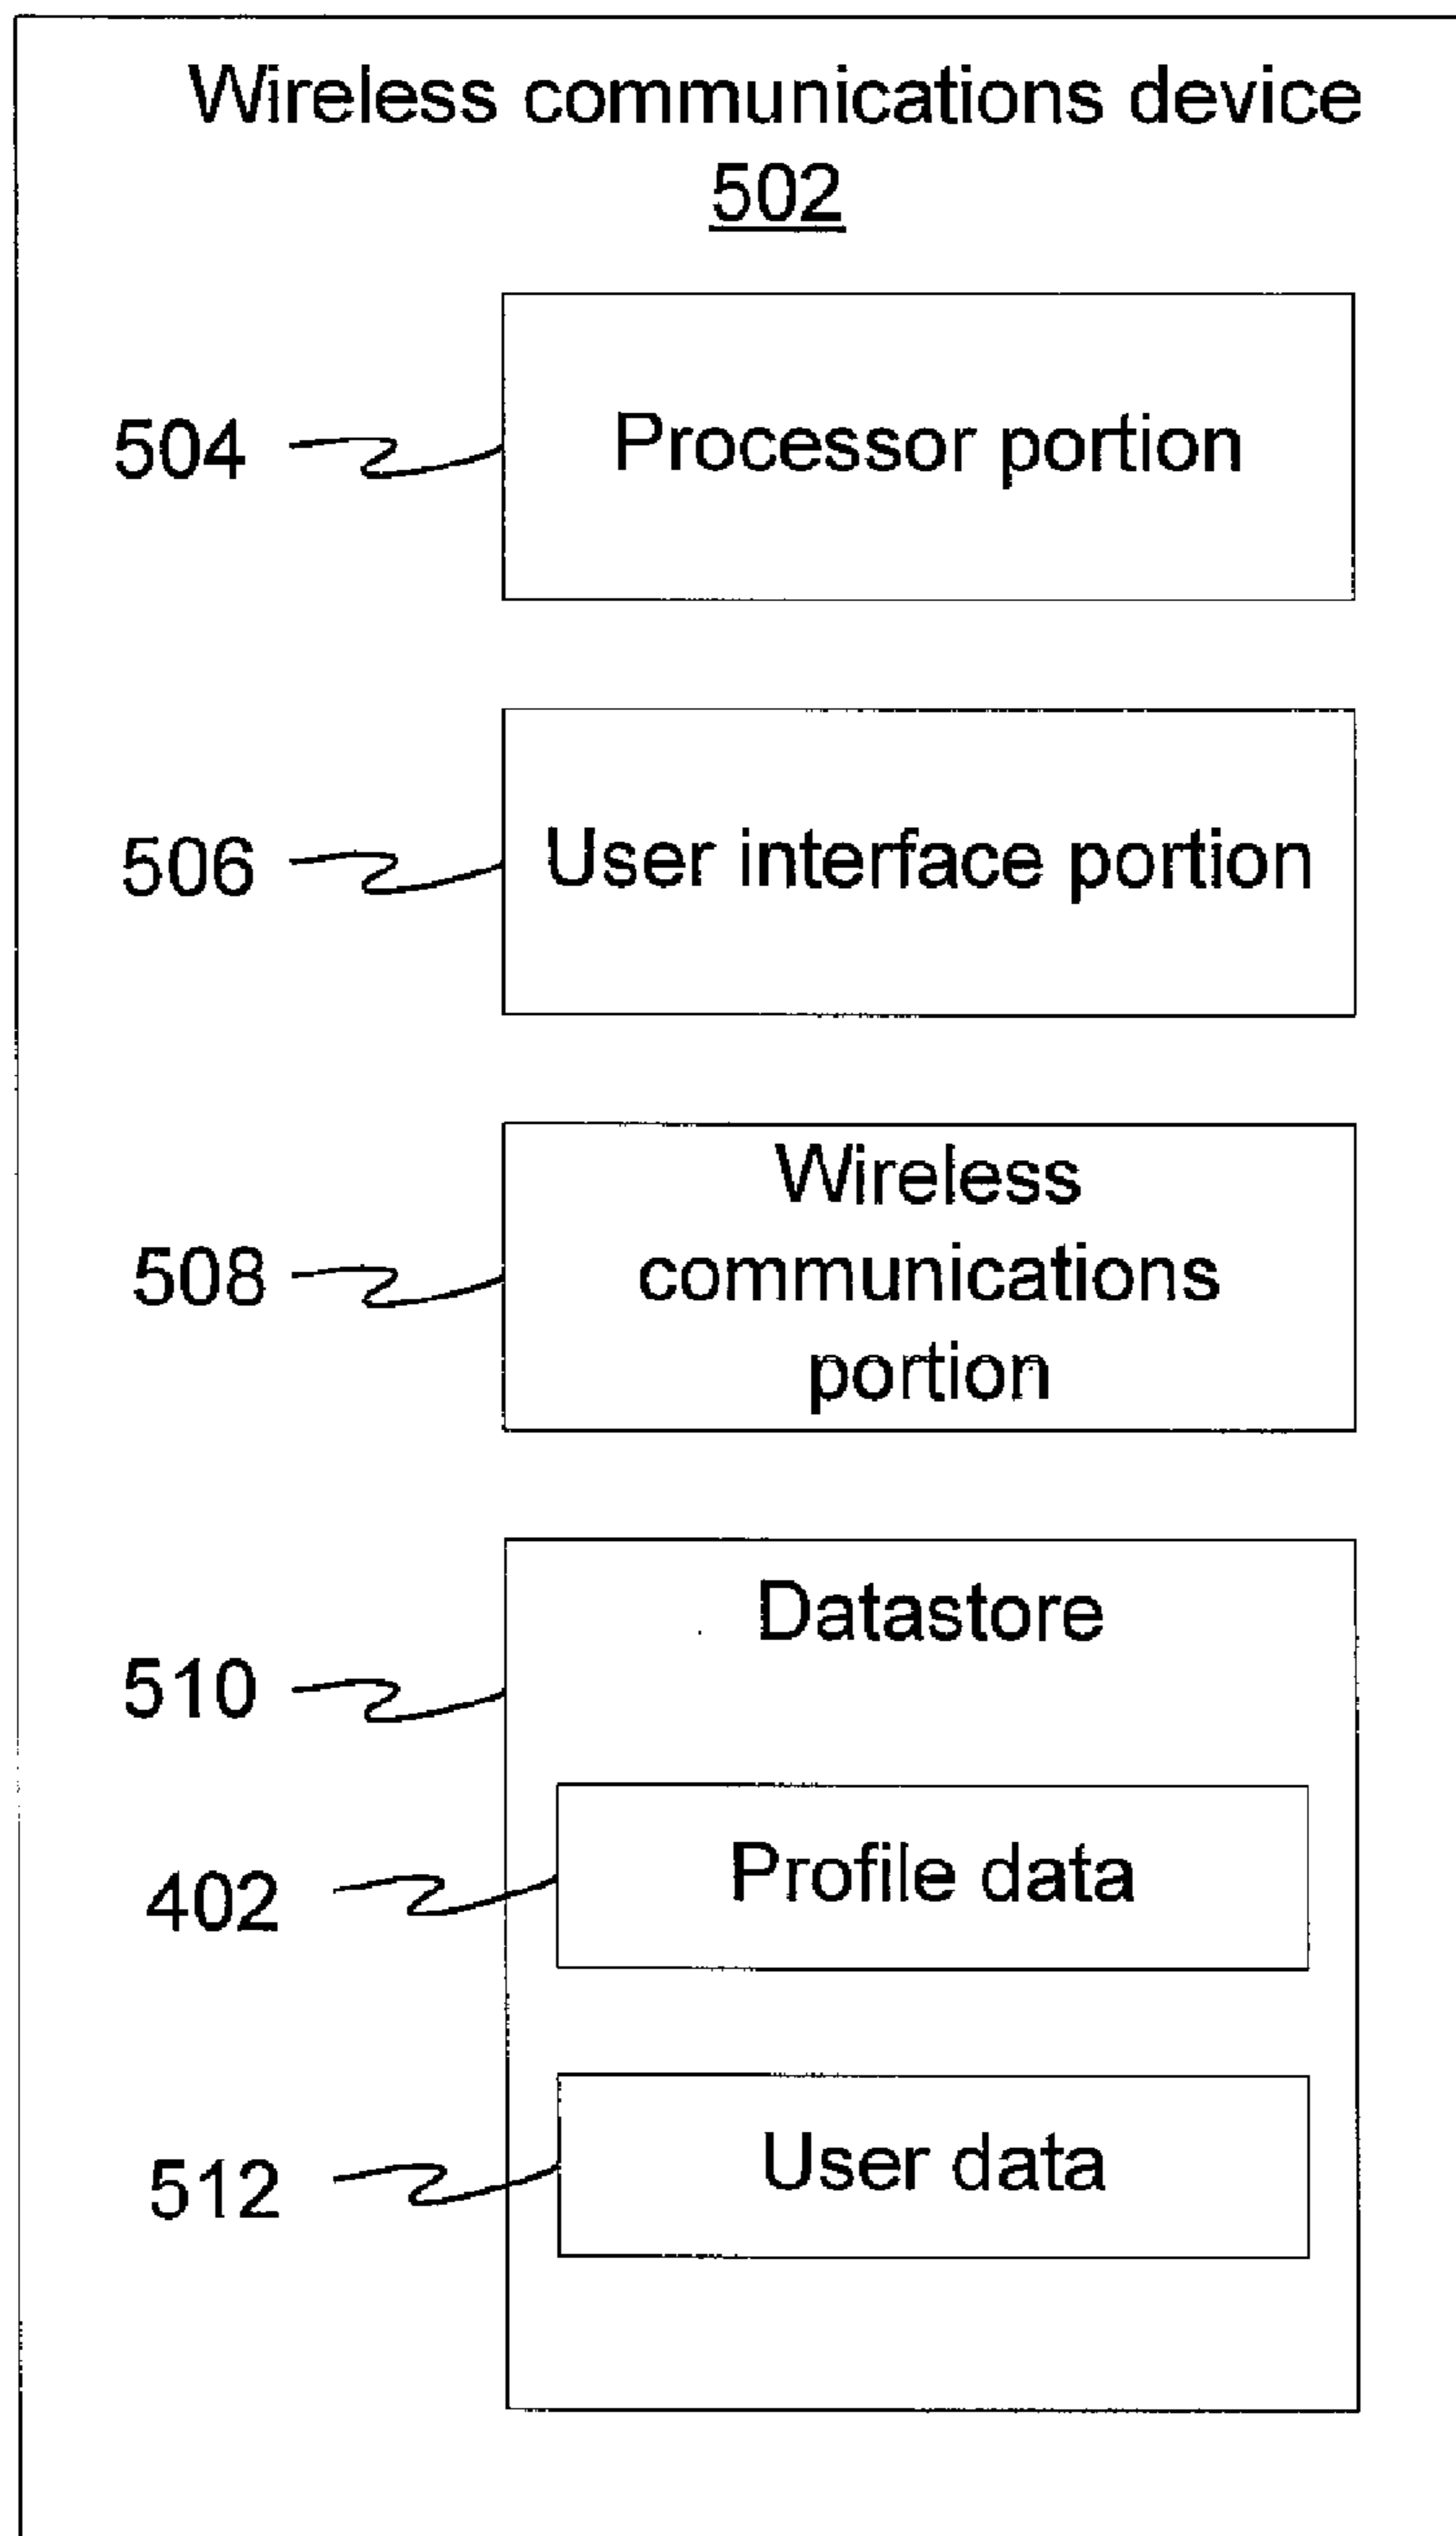 Wireless communications device
502
504 Processor portion
506 User interface portion
Wireless
508 communications
portion
Datastore
510
402 Profile data
512 User data